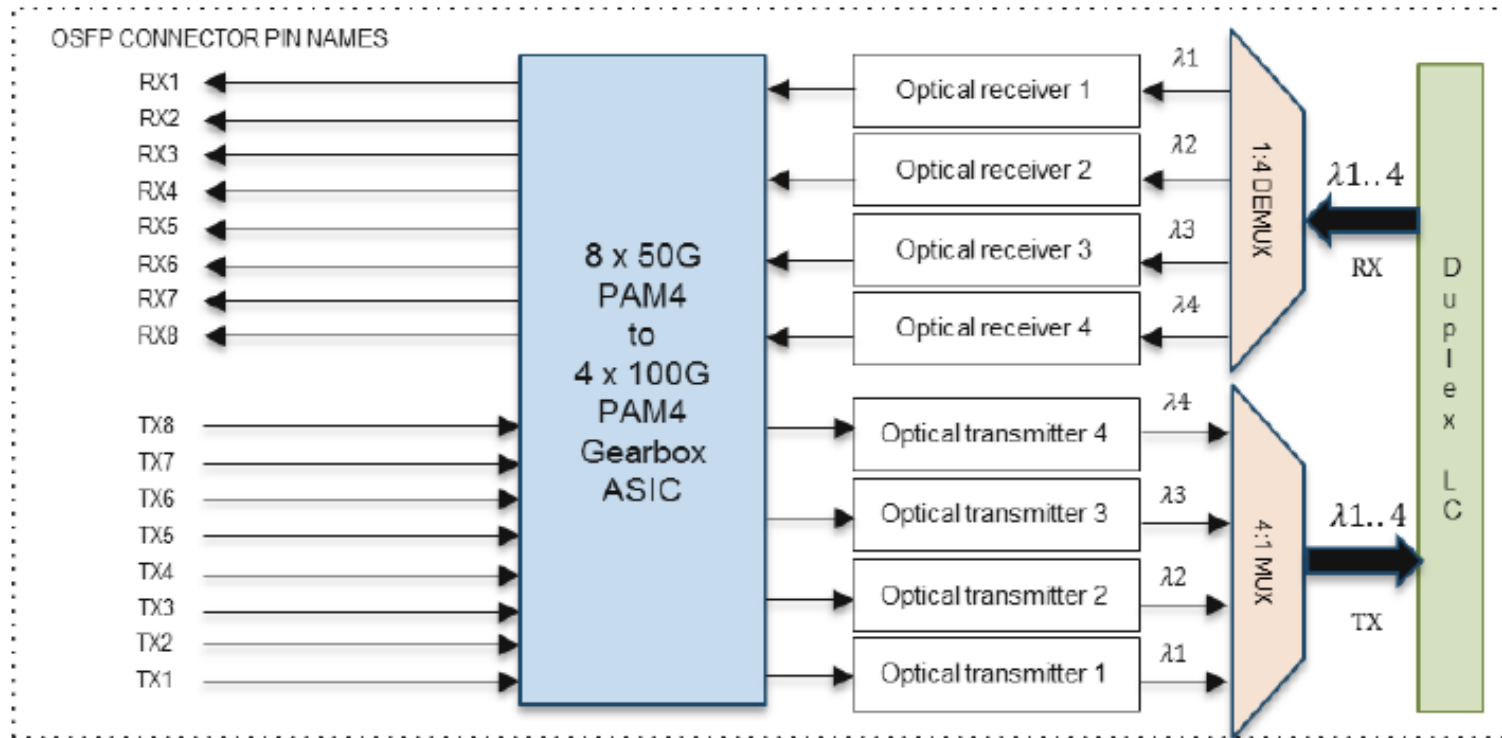 OSFP CONNECTOR PIN NAMES
RX1
RX2
RX3
RX4
RX5
RX6
RX7
RX8
TX8
TX7
TX6
TX5
TX4
TX3
TX2
TX1
8 x 50G
PAM4
to
4 x 100G
PAM4
Gearbox
ASIC
Optical receiver 1
Optical receiver 2
Optical receiver 3
Optical receiver 4
Optical transmitter 4
Optical transmitter 3
Optical transmitter 2
Optical transmitter 1
λ1
λ2
λ3
λ4
λ4
λ3
λ2
λ1
1:4 DEMUX
4:1 MUX
λ1..4
RX
λ1..4
TX
Duplex LC